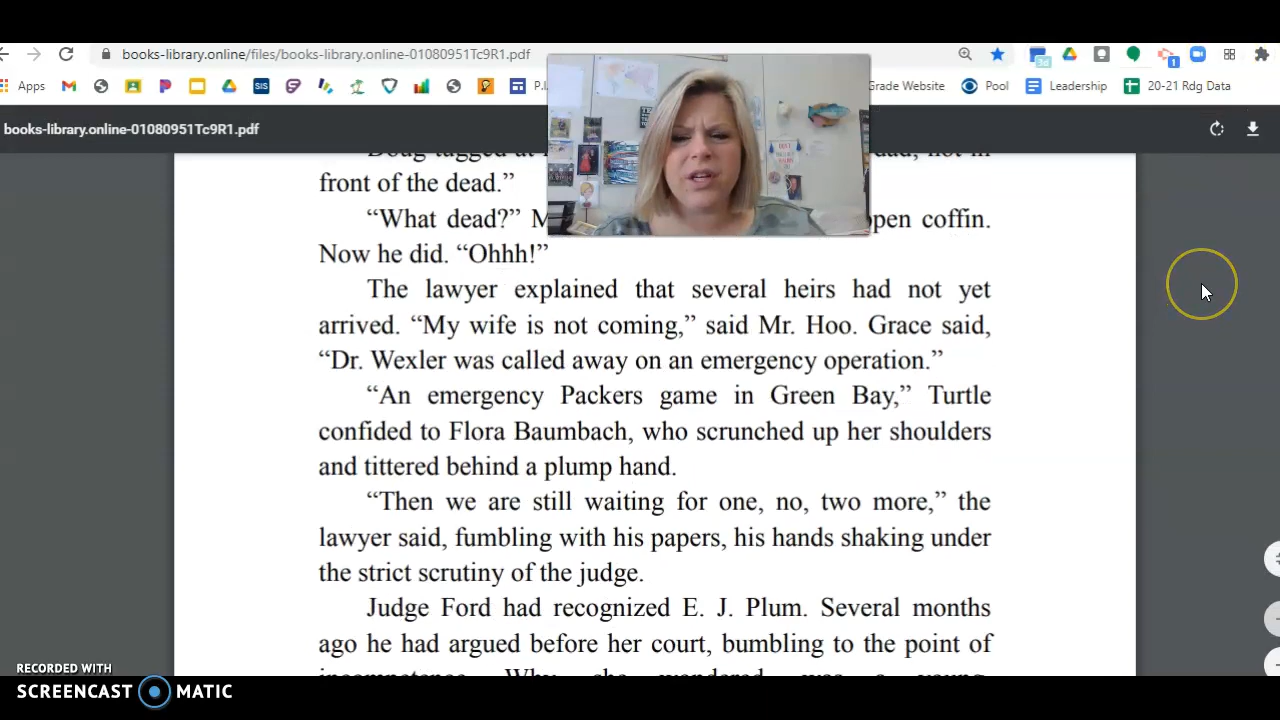 books-library.online/files/books-library.online-01080951Tc9R1.pdf
3d
1
Apps
SIS
P.I.
Grade Website
Pool
Leadership
20-21 Rdg Data
books-library.online-01080951Tc9R1.pdf
front of the dead.”
“What dead?” M open coffin.
Now he did. “Ohhh!”
The lawyer explained that several heirs had not yet
arrived. “My wife is not coming,” said Mr. Hoo. Grace said,
“Dr. Wexler was called away on an emergency operation.”
“An emergency Packers game in Green Bay,” Turtle
confided to Flora Baumbach, who scrunched up her shoulders
and tittered behind a plump hand.
“Then we are still waiting for one, no, two more,” the
lawyer said, fumbling with his papers, his hands shaking under
the strict scrutiny of the judge.
Judge Ford had recognized E. J. Plum. Several months
ago he had argued before her court, bumbling to the point of
RECORDED WITH
SCREENCAST MATIC